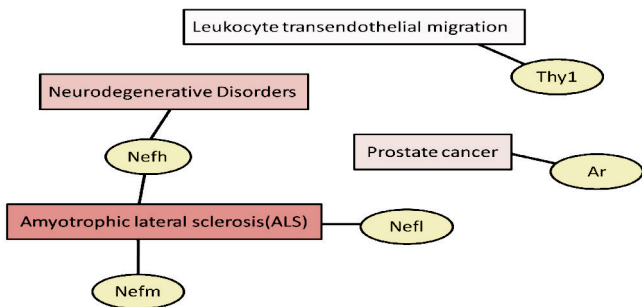 Leukocyte transendothelial migration
Thy1
Neurodegenerative Disorders
Nefh
Prostate cancer
Ar
Amyotrophic lateral sclerosis(ALS)
Nefl
Nefm